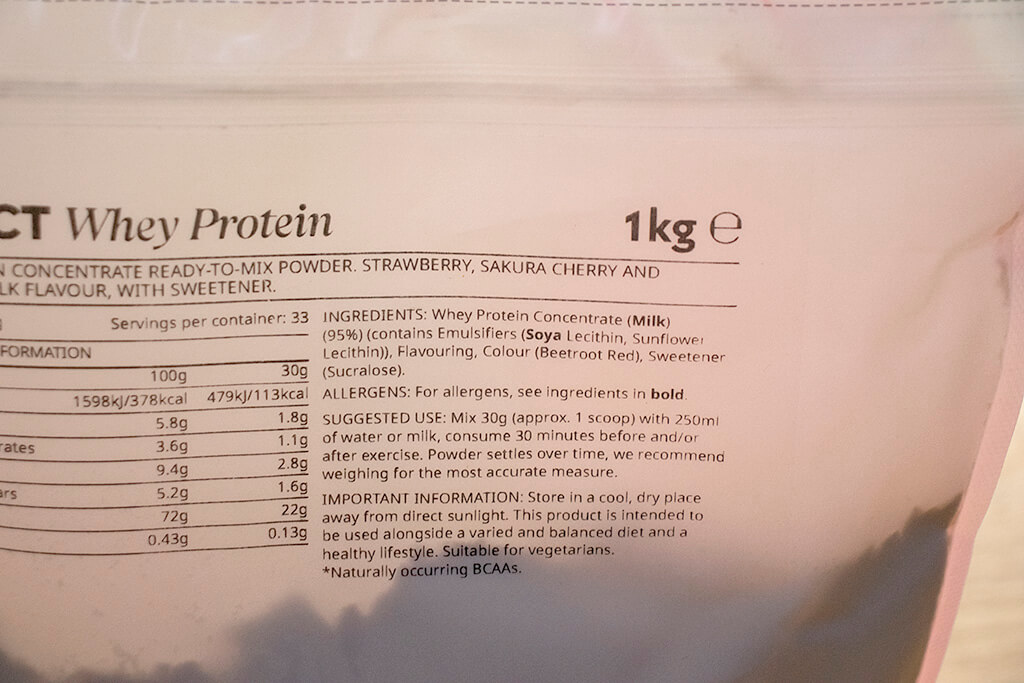 CT Whey Protein
1kg ℮
CONCENTRATE READY-TO-MIX POWDER. STRAWBERRY, SAKURA CHERRY AND
LK FLAVOUR, WITH SWEETENER.
Servings per container: 33
FORMATION
100g 30g
1598kJ/378kcal 479kJ/113kcal
5.8g 1.8g
rates 3.6g 1.1g
9.4g 2.8g
ars 5.2g 1.6g
72g 22g
0.43g 0.13g
INGREDIENTS: Whey Protein Concentrate (Milk)
(95%) (contains Emulsifiers (Soya Lecithin, Sunflower
Lecithin)), Flavouring, Colour (Beetroot Red), Sweetener
(Sucralose).
ALLERGENS: For allergens, see ingredients in bold.
SUGGESTED USE: Mix 30g (approx. 1 scoop) with 250ml
of water or milk, consume 30 minutes before and/or
after exercise. Powder settles over time, we recommend
weighing for the most accurate measure.
IMPORTANT INFORMATION: Store in a cool, dry place
away from direct sunlight. This product is intended to
be used alongside a varied and balanced diet and a
healthy lifestyle. Suitable for vegetarians.
*Naturally occurring BCAAs.